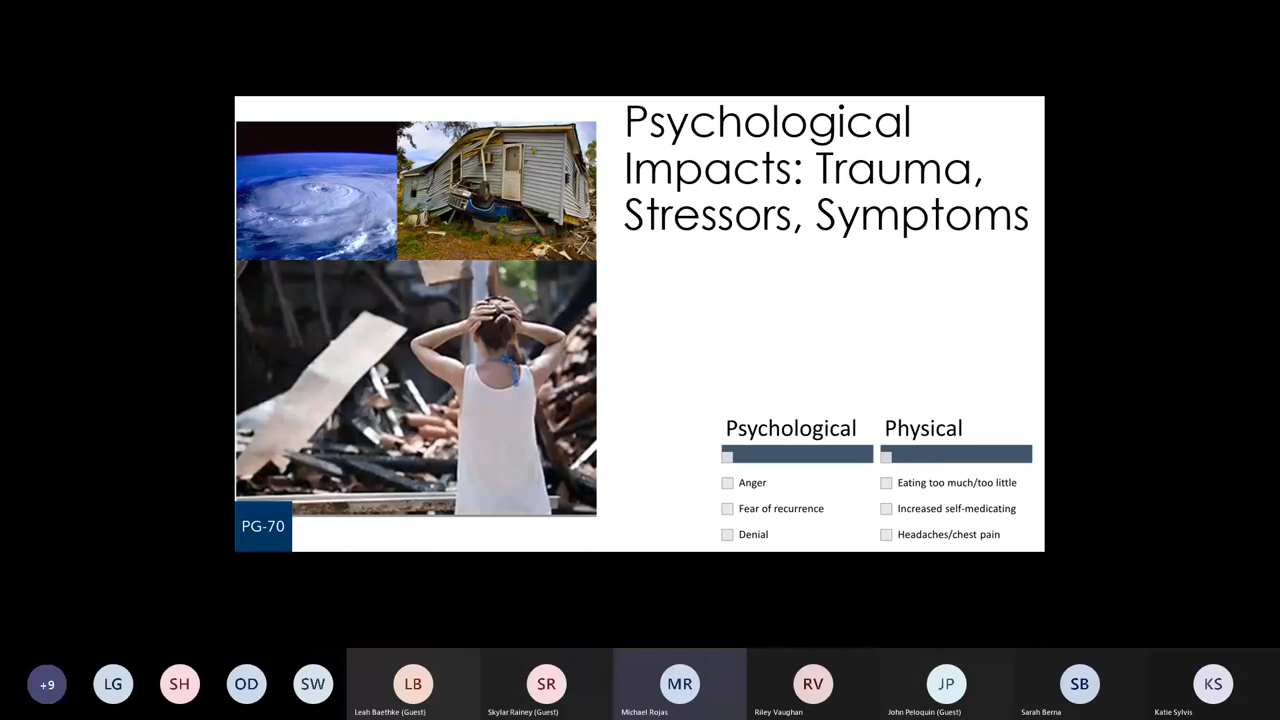 Psychological
Impacts: Trauma,
Stressors, Symptoms
Psychological
Anger
Fear of recurrence
Denial
Physical
Eating too much/too little
Increased self-medicating
Headaches/chest pain
PG-70
+9
LG
SH
OD
SW
LB
Leah Baethke (Guest)
SR
Skylar Rainey (Guest)
MR
Michael Rojas
RV
Riley Vaughan
JP
John Peloquin (Guest)
SB
Sarah Berna
KS
Katie Sylvis